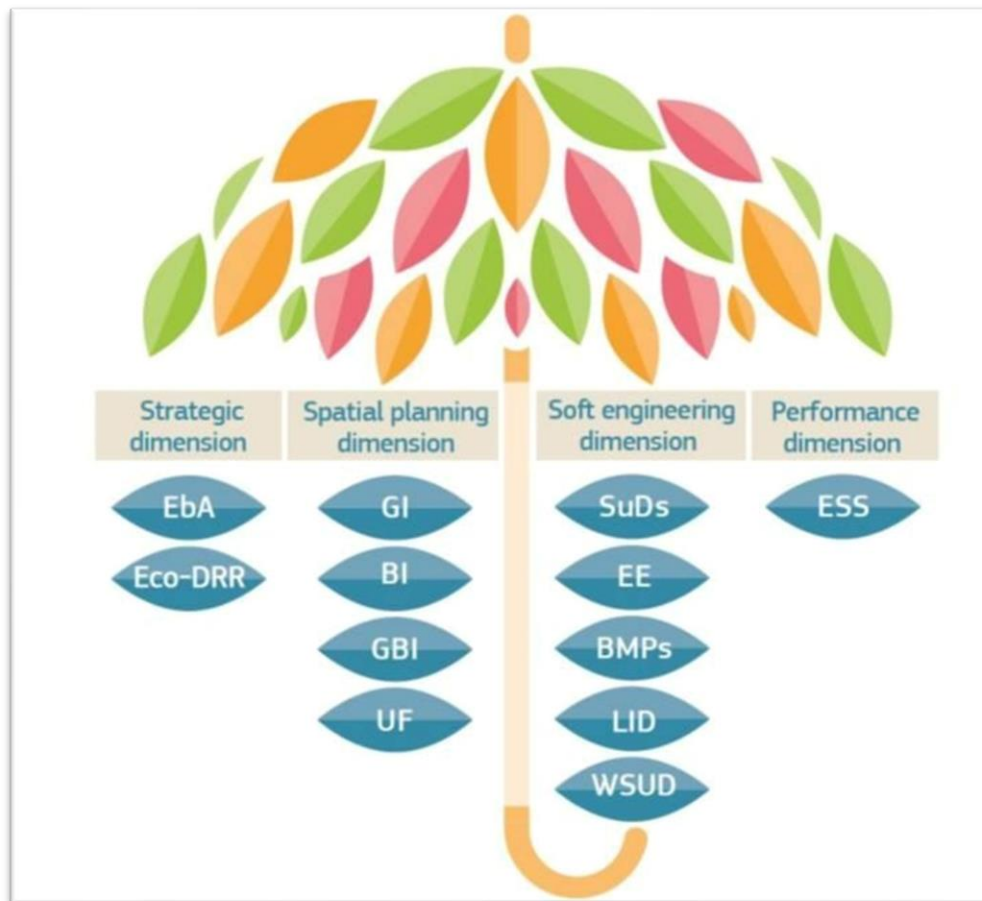 Strategic
dimension
Spatial planning
dimension
Soft engineering
dimension
Performance
dimension
EbA
Eco-DRR
GI
BI
GBI
UF
SuDs
EE
BMPs
LID
WSUD
ESS